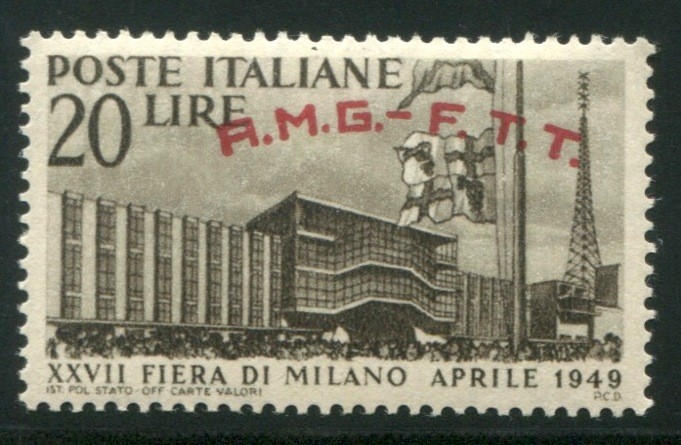 POSTE ITALIANE
20 LIRE
A.M.G.-F.T.T.
XXVII FIERA DI MILANO APRILE 1949
IST. POL. STATO-OFF. CARTE VALORI P.C.D.